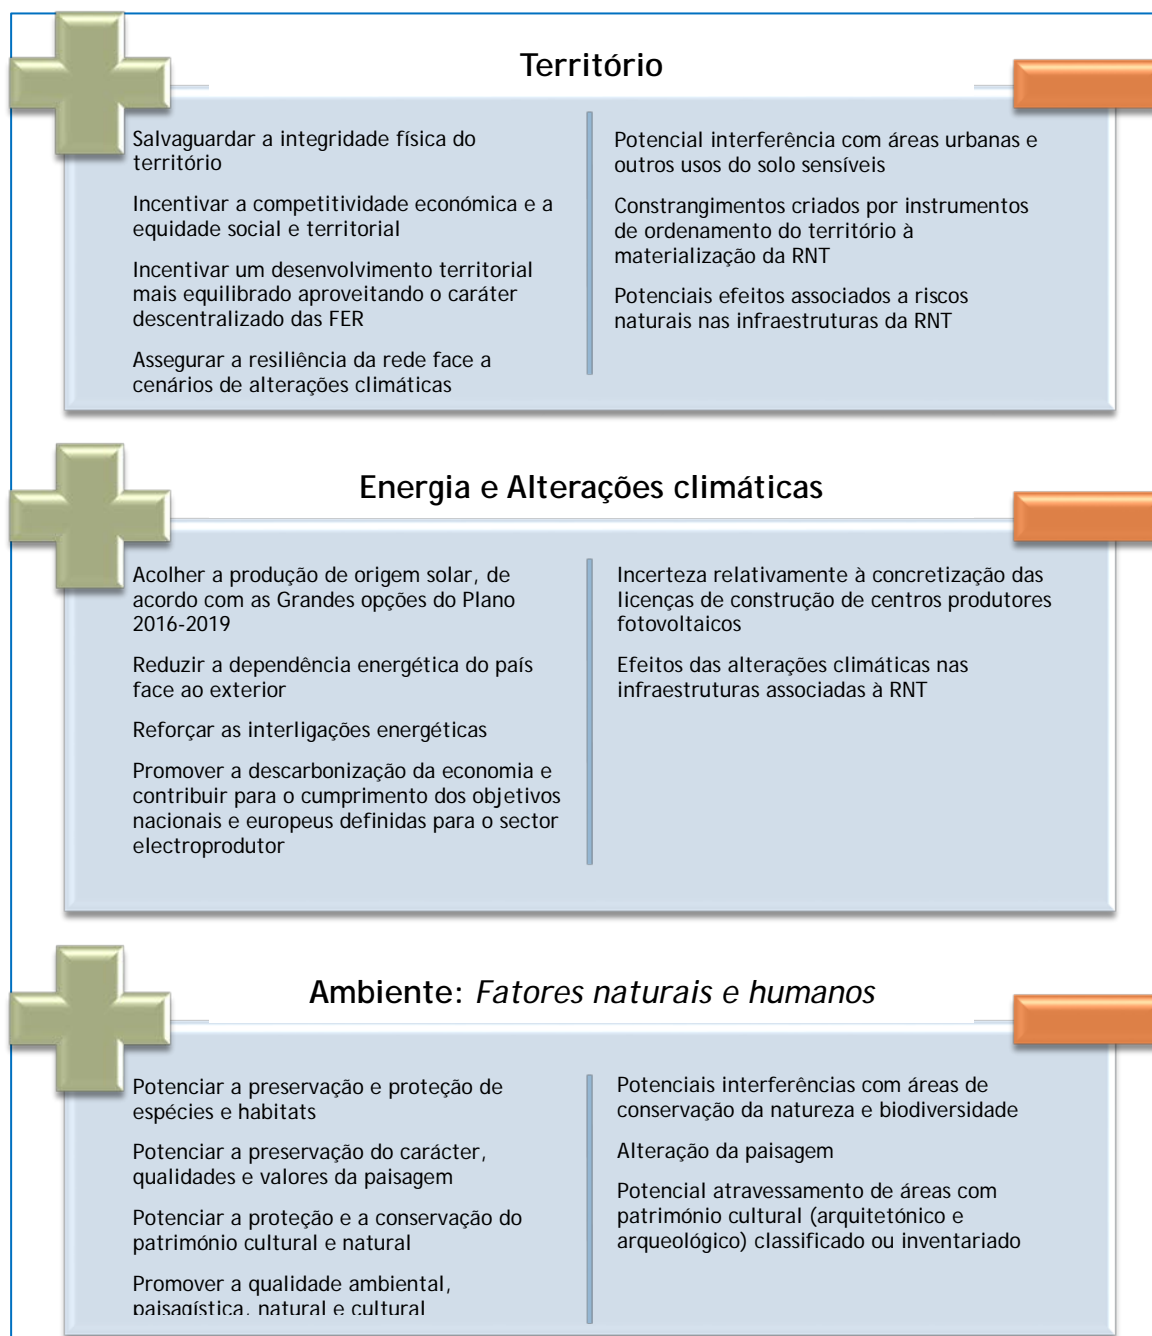 Território
Salvaguardar a integridade física do
território
Incentivar a competitividade económica e a
equidade social e territorial
Incentivar um desenvolvimento territorial
mais equilibrado aproveitando o caráter
descentralizado das FER
Assegurar a resiliência da rede face a
cenários de alterações climáticas
Potencial interferência com áreas urbanas e
outros usos do solo sensíveis
Constrangimentos criados por instrumentos
de ordenamento do território à
materialização da RNT
Potenciais efeitos associados a riscos
naturais nas infraestruturas da RNT
Energia e Alterações climáticas
Acolher a produção de origem solar, de
acordo com as Grandes opções do Plano
2016-2019
Reduzir a dependência energética do país
face ao exterior
Reforçar as interligações energéticas
Promover a descarbonização da economia e
contribuir para o cumprimento dos objetivos
nacionais e europeus definidas para o sector
electroprodutor
Incerteza relativamente à concretização das
licenças de construção de centros produtores
fotovoltaicos
Efeitos das alterações climáticas nas
infraestruturas associadas à RNT
Ambiente: Fatores naturais e humanos
Potenciar a preservação e proteção de
espécies e habitats
Potenciar a preservação do carácter,
qualidades e valores da paisagem
Potenciar a proteção e a conservação do
património cultural e natural
Promover a qualidade ambiental,
paisagística, natural e cultural
Potenciais interferências com áreas de
conservação da natureza e biodiversidade
Alteração da paisagem
Potencial atravessamento de áreas com
património cultural (arquitetónico e
arqueológico) classificado ou inventariado